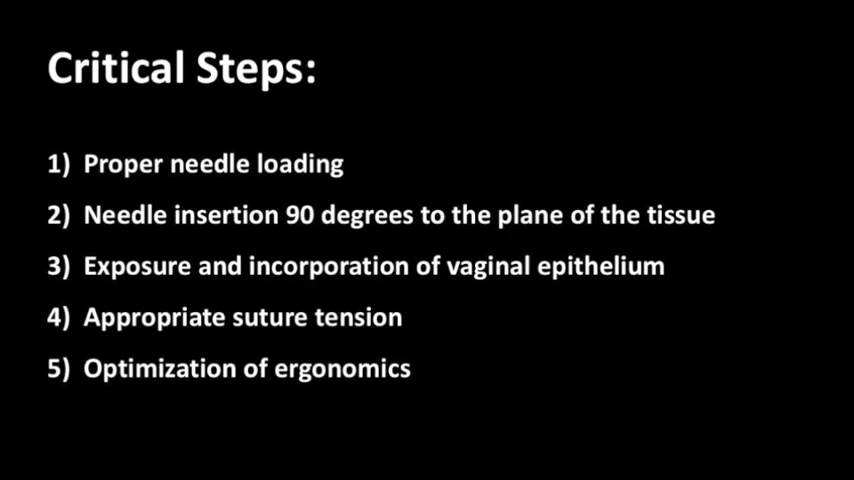 Critical Steps:
1) Proper needle loading
2) Needle insertion 90 degrees to the plane of the tissue
3) Exposure and incorporation of vaginal epithelium
4) Appropriate suture tension
5) Optimization of ergonomics